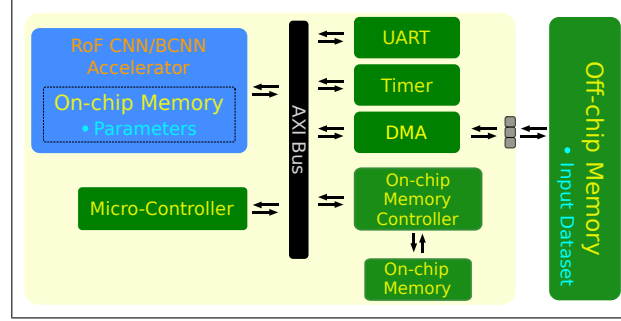 RoF CNN/BCNN
Accelerator
On-chip Memory
• Parameters
Micro-Controller
AXI Bus
UART
Timer
DMA
On-chip
Memory
Controller
On-chip
Memory
Off-chip Memory
• Input Dataset